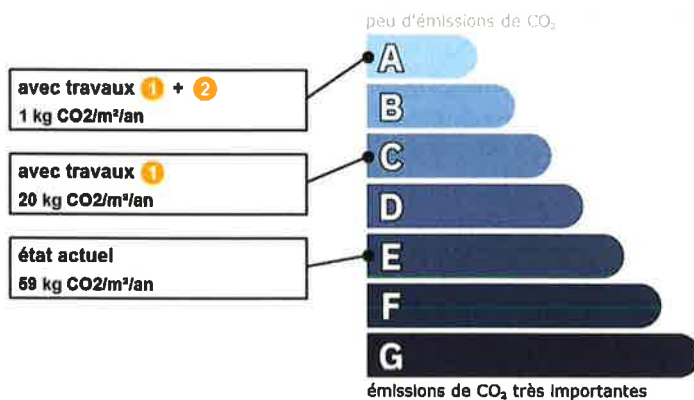 peu d'émissions de CO₂
A
avec travaux 1 + 2
1 kg CO2/m²/an
B
C
avec travaux 1
20 kg CO2/m²/an
D
état actuel
59 kg CO2/m²/an
E
F
G
émissions de CO₂ très importantes